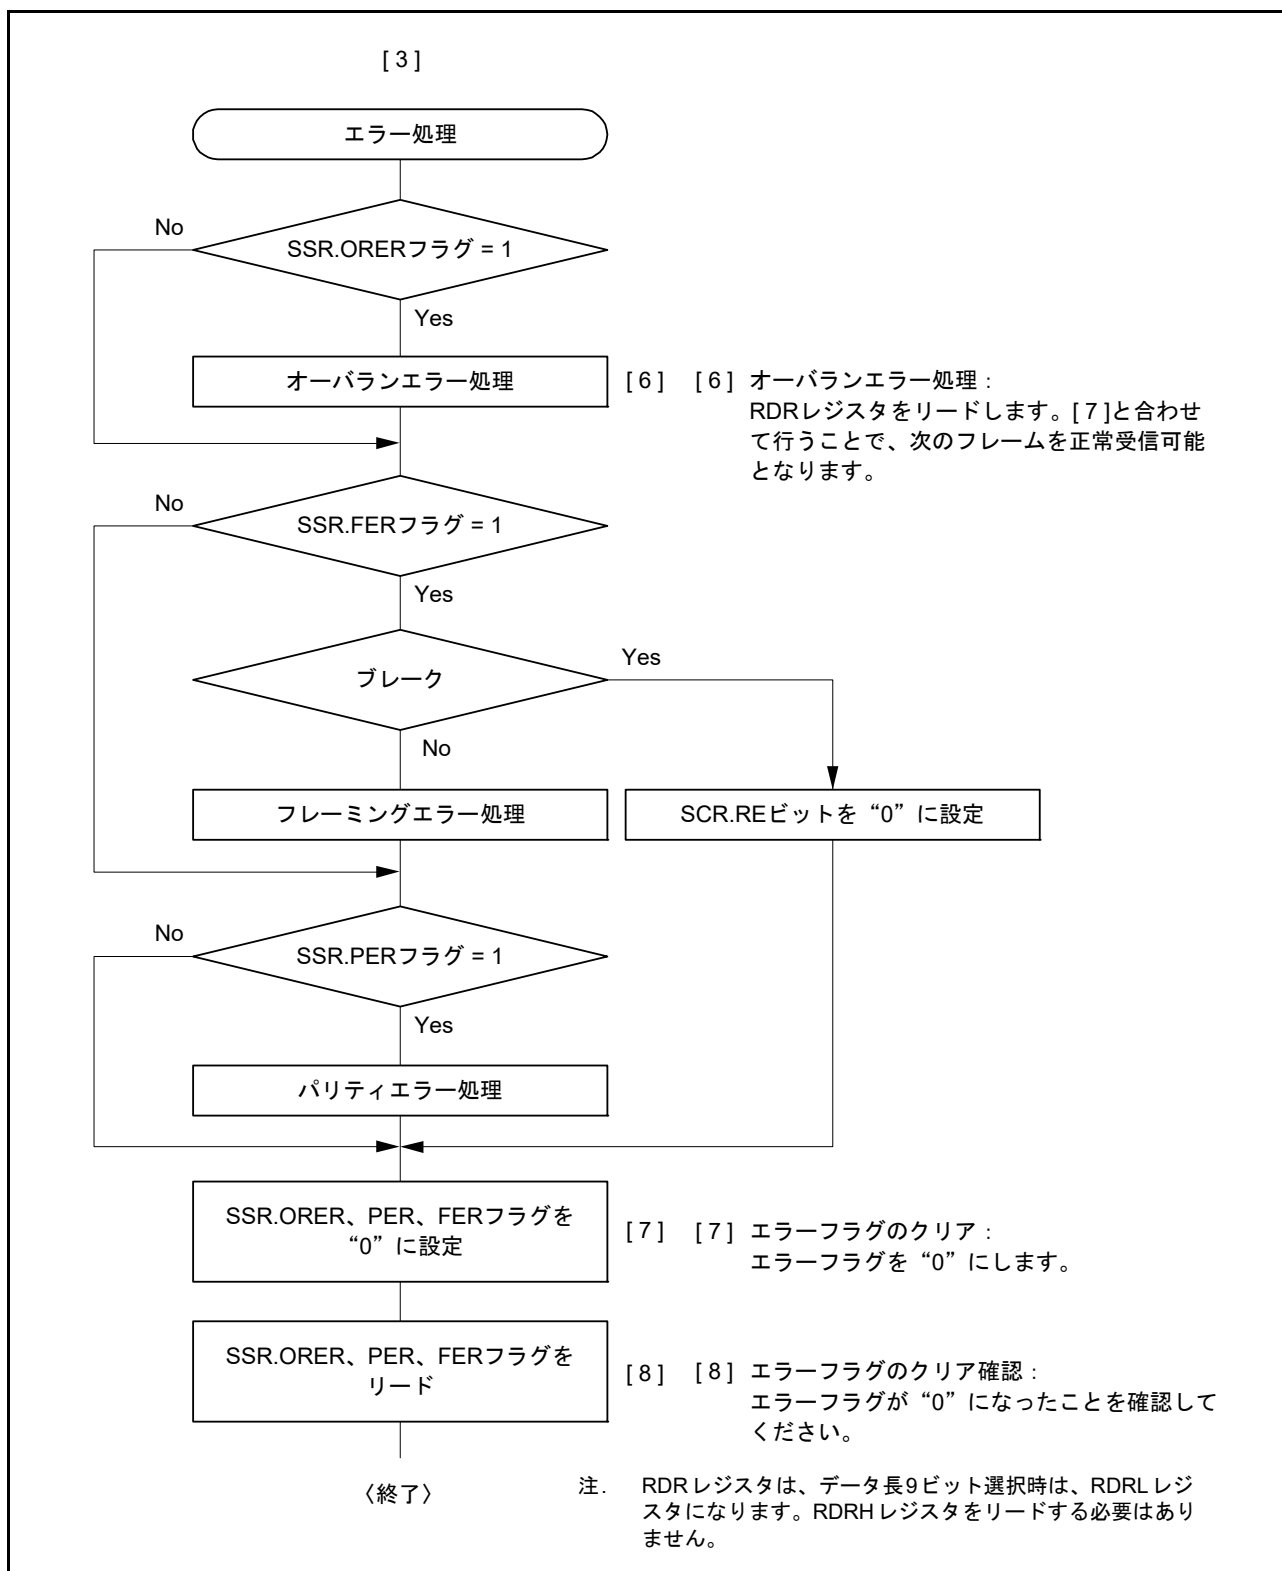 [ 3 ]
エラー処理
No
SSR.ORERフラグ = 1
Yes
オーバランエラー処理
[ 6 ]
[ 6 ] オーバランエラー処理：
RDRレジスタをリードします。[ 7 ]と合わせ
て行うことで、次のフレームを正常受信可能
となります。
No
SSR.FERフラグ = 1
Yes
ブレーク
Yes
No
フレーミングエラー処理
SCR.REビットを“0”に設定
No
SSR.PERフラグ = 1
Yes
パリティエラー処理
SSR.ORER、PER、FERフラグを
“0”に設定
[ 7 ]
[ 7 ] エラーフラグのクリア：
エラーフラグを“0”にします。
SSR.ORER、PER、FERフラグを
リード
[ 8 ]
[ 8 ] エラーフラグのクリア確認：
エラーフラグが“0”になったことを確認して
ください。
〈終了〉
注. RDRレジスタは、データ長9ビット選択時は、RDRLレジ
スタになります。RDRHレジスタをリードする必要はあり
ません。